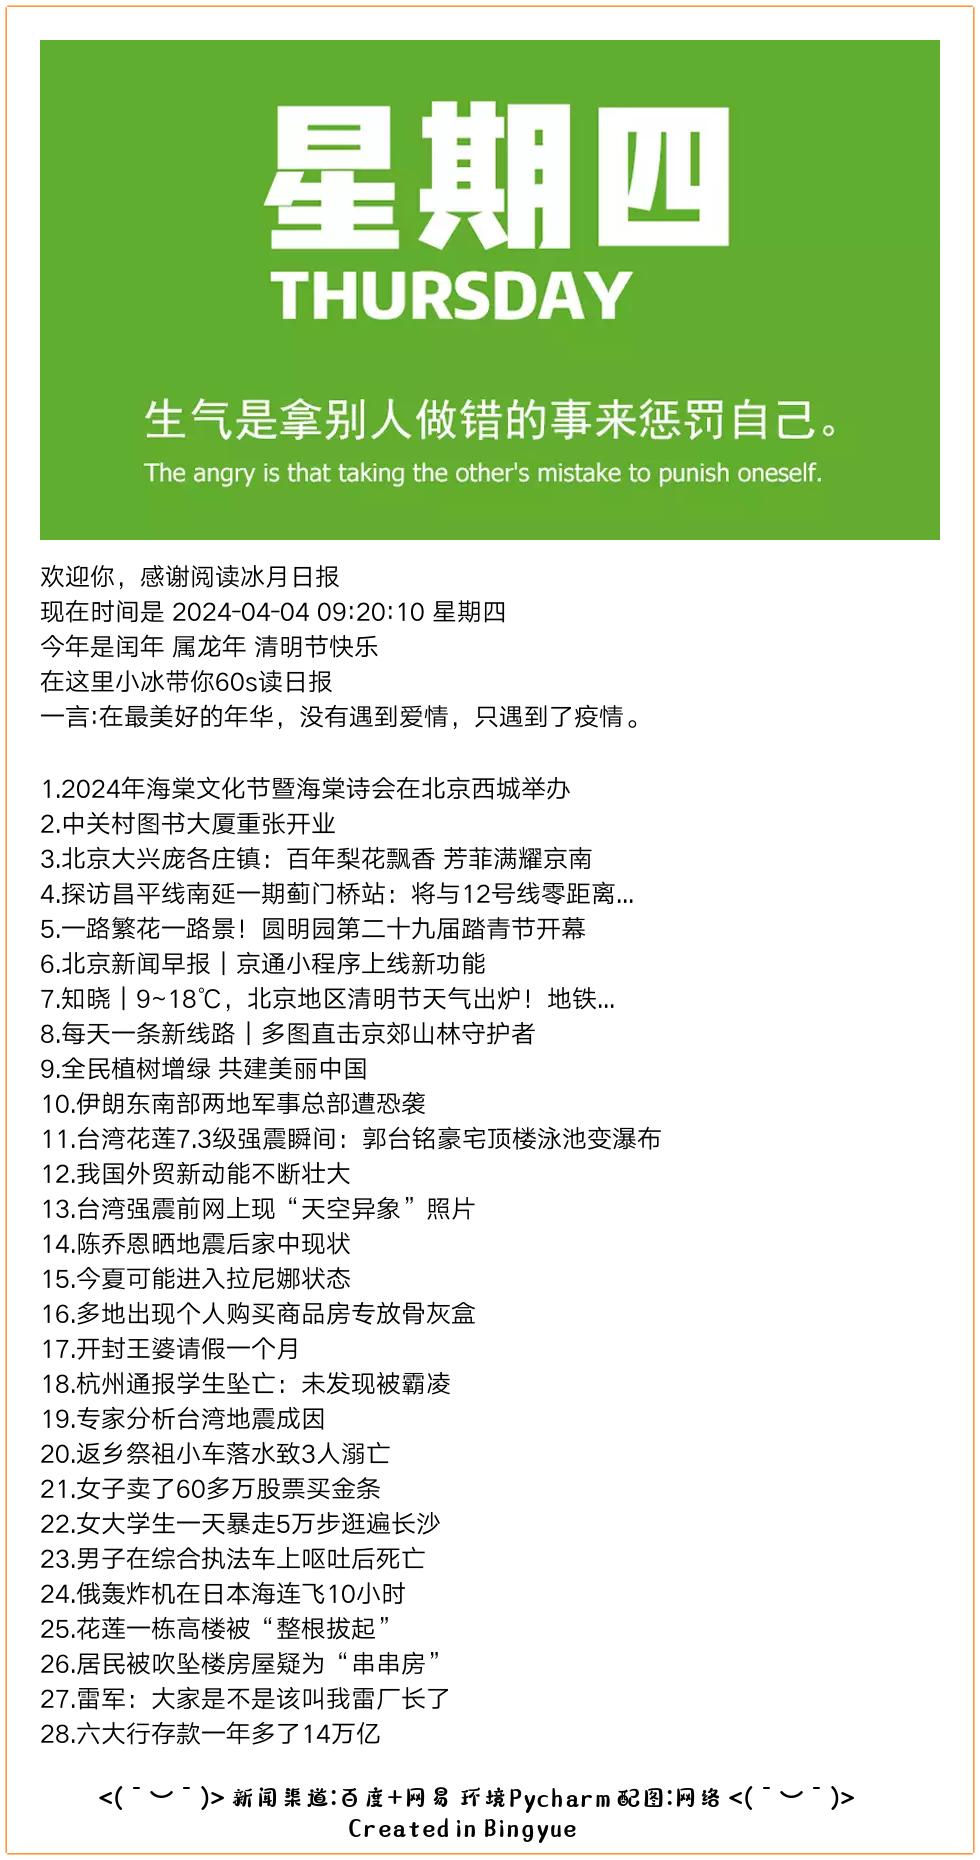 星期四
THURSDAY
生气是拿别人做错的事来惩罚自己。
The angry is that taking the other's mistake to punish oneself.
欢迎你，感谢阅读冰月日报
现在时间是 2024-04-04 09:20:10 星期四
今年是闰年 属龙年 清明节快乐
在这里小冰带你60s读日报
一言:在最美好的年华，没有遇到爱情，只遇到了疫情。
1.2024年海棠文化节暨海棠诗会在北京西城举办
2.中关村图书大厦重张开业
3.北京大兴庞各庄镇：百年梨花飘香 芳菲满耀京南
4.探访昌平线南延一期蓟门桥站：将与12号线零距离...
5.一路繁花一路景！圆明园第二十九届踏青节开幕
6.北京新闻早报｜京通小程序上线新功能
7.知晓｜9~18℃，北京地区清明节天气出炉！地铁...
8.每天一条新线路｜多图直击京郊山林守护者
9.全民植树增绿 共建美丽中国
10.伊朗东南部两地军事总部遭恐袭
11.台湾花莲7.3级强震瞬间：郭台铭豪宅顶楼泳池变瀑布
12.我国外贸新动能不断壮大
13.台湾强震前网上现“天空异象”照片
14.陈乔恩晒地震后家中现状
15.今夏可能进入拉尼娜状态
16.多地出现个人购买商品房专放骨灰盒
17.开封王婆请假一个月
18.杭州通报学生坠亡：未发现被霸凌
19.专家分析台湾地震成因
20.返乡祭祖小车落水致3人溺亡
21.女子卖了60多万股票买金条
22.女大学生一天暴走5万步逛遍长沙
23.男子在综合执法车上呕吐后死亡
24.俄轰炸机在日本海连飞10小时
25.花莲一栋高楼被“整根拔起”
26.居民被吹坠楼房屋疑为“串串房”
27.雷军：大家是不是该叫我雷厂长了
28.六大行存款一年多了14万亿
<(¯︶¯)> 新闻渠道:百度+网易 环境Pycharm 配图:网络 <(¯︶¯)>
Created in Bingyue